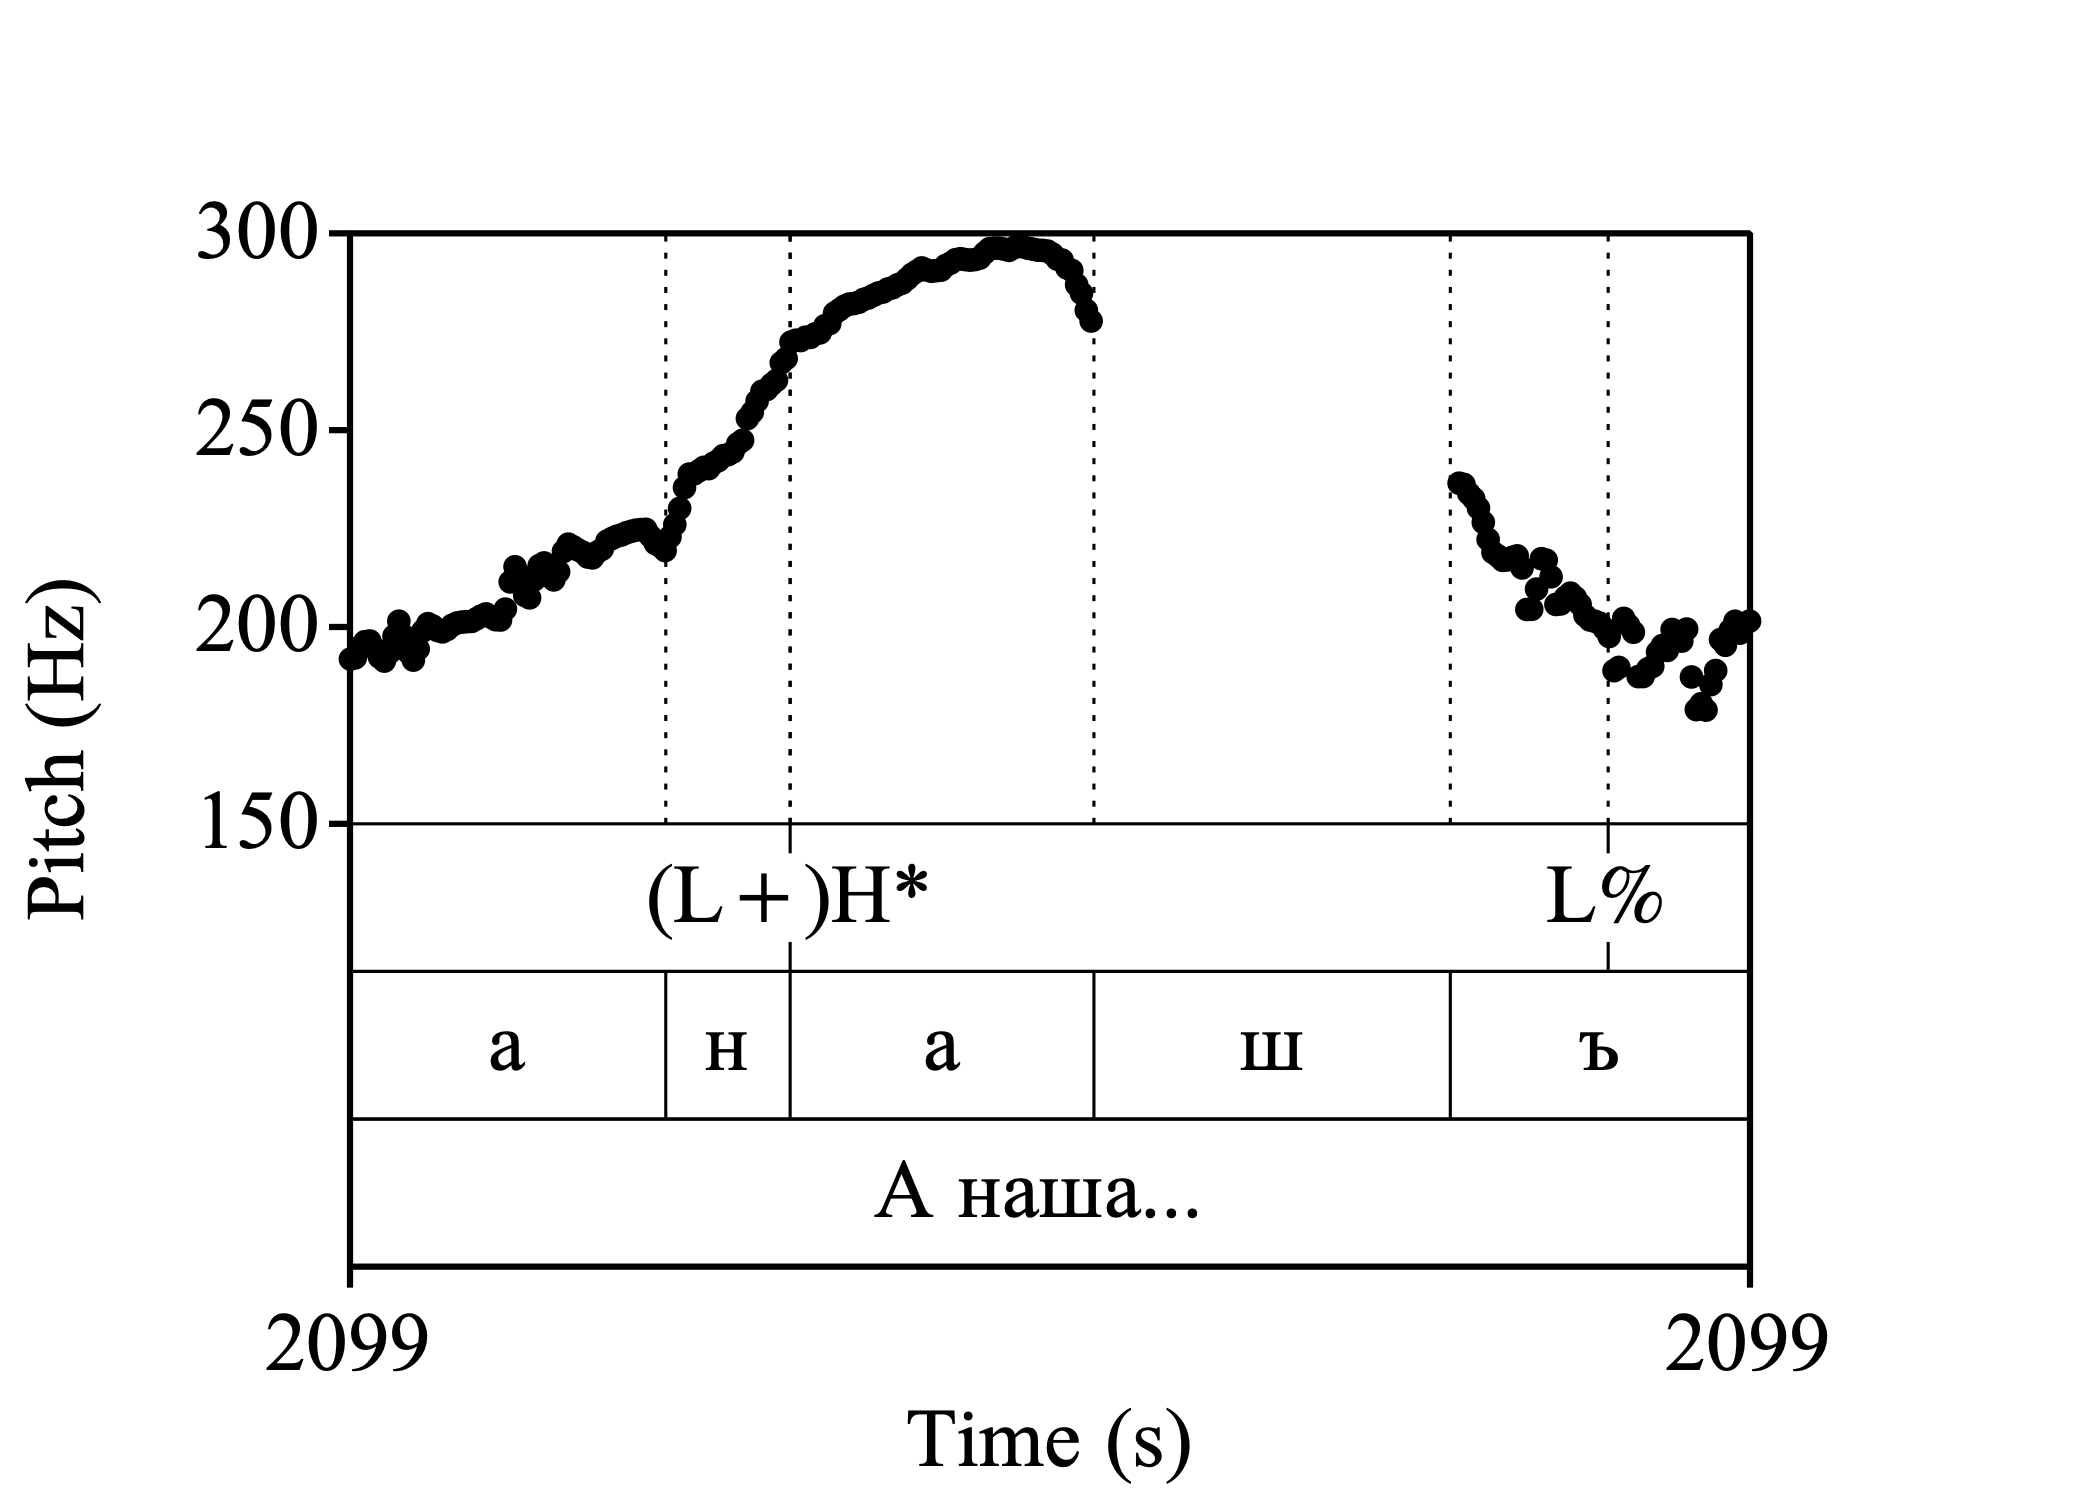 300
250
200
150
Pitch (Hz)
(L+)H* L%
а н а ш ъ
А наша...
2099 2099
Time (s)